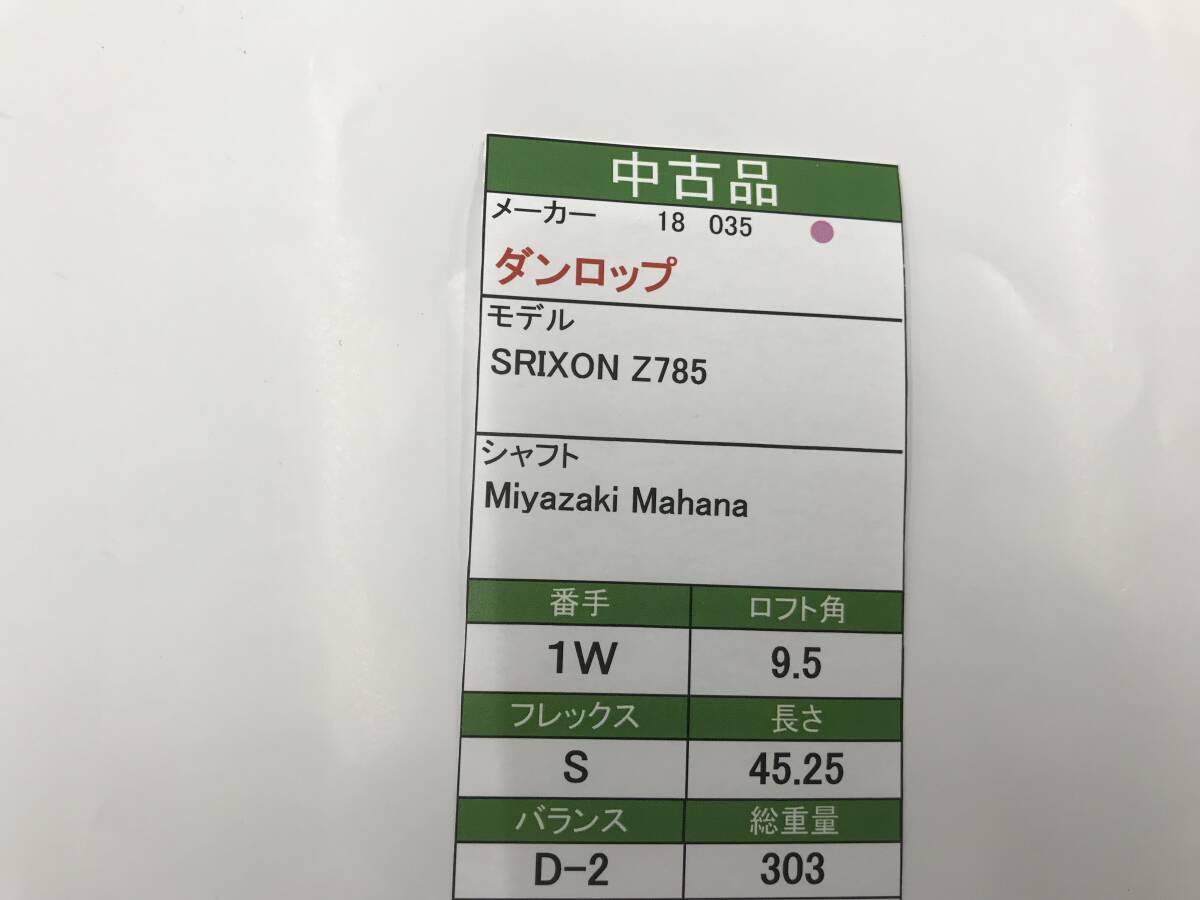 中古品
メーカー 18 035
ダンロップ
モデル
SRIXON Z785
シャフト
Miyazaki Mahana
番手 ロフト角
1W 9.5
フレックス 長さ
S 45.25
バランス 総重量
D-2 303